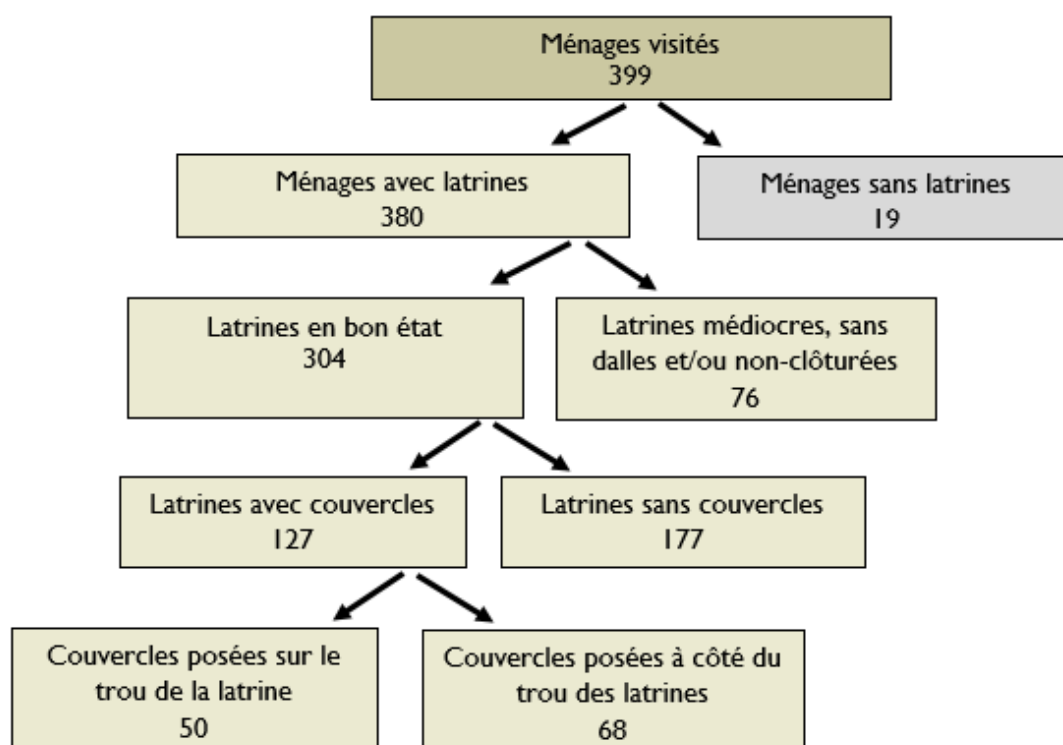 Ménages visités
399
Ménages avec latrines
380
Ménages sans latrines
19
Latrines en bon état
304
Latrines médiocres, sans
dalles et/ou non-clôturées
76
Latrines avec couvercles
127
Latrines sans couvercles
177
Couvercles posées sur le
trou de la latrine
50
Couvercles posées à côté du
trou des latrines
68